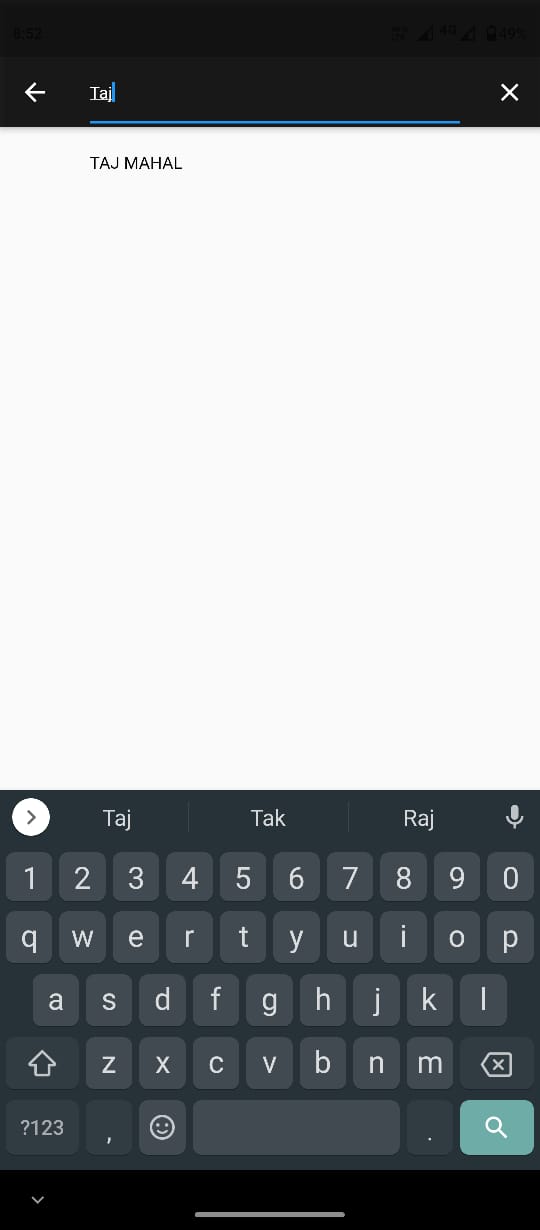 8:52
4G
49%
Taj
TAJ MAHAL
Taj Tak Raj
1 2 3 4 5 6 7 8 9 0
q w e r t y u i o p
a s d f g h j k l
z x c v b n m
?123 , .